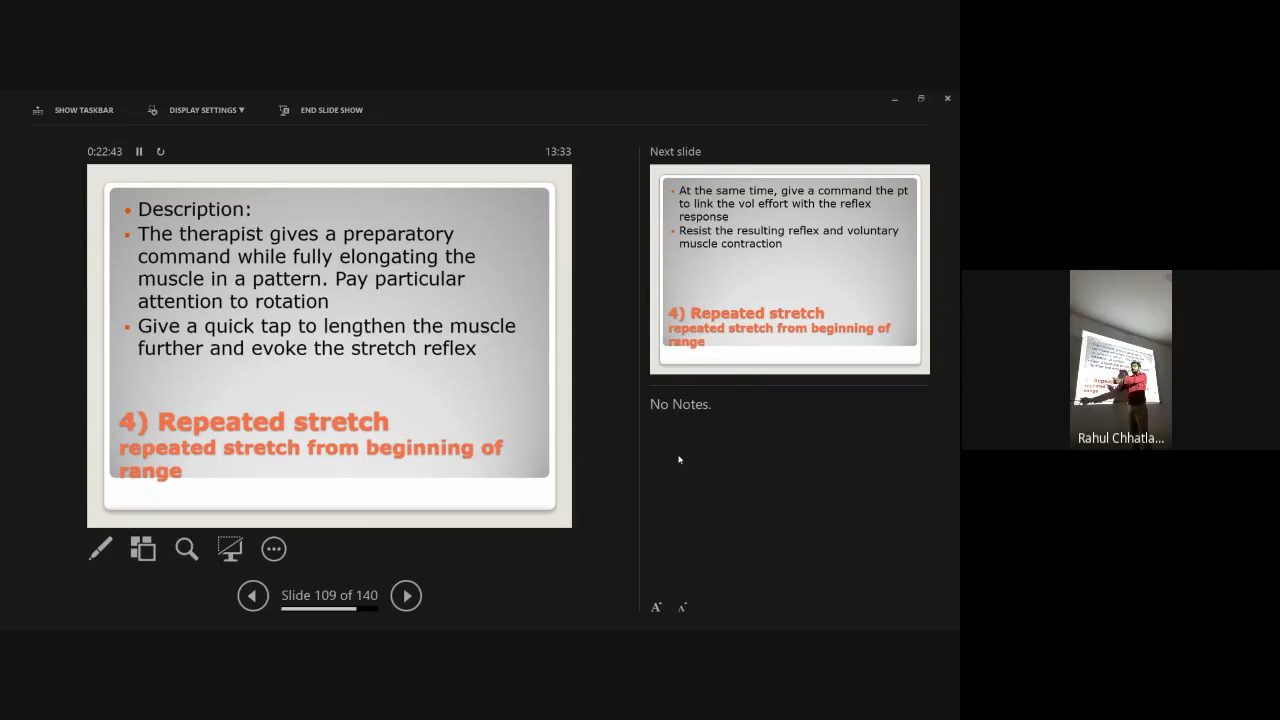 SHOW TASKBAR
DISPLAY SETTINGS ▼
END SLIDE SHOW
0:22:43
13:33
• Description:
▪ The therapist gives a preparatory
command while fully elongating the
muscle in a pattern. Pay particular
attention to rotation
▪ Give a quick tap to lengthen the muscle
further and evoke the stretch reflex
4) Repeated stretch
repeated stretch from beginning of
range
Slide 109 of 140
Next slide
• At the same time, give a command the pt
to link the vol effort with the reflex
response
▪ Resist the resulting reflex and voluntary
muscle contraction
4) Repeated stretch
repeated stretch from beginning of
range
No Notes.
A A
Rahul Chhatla...